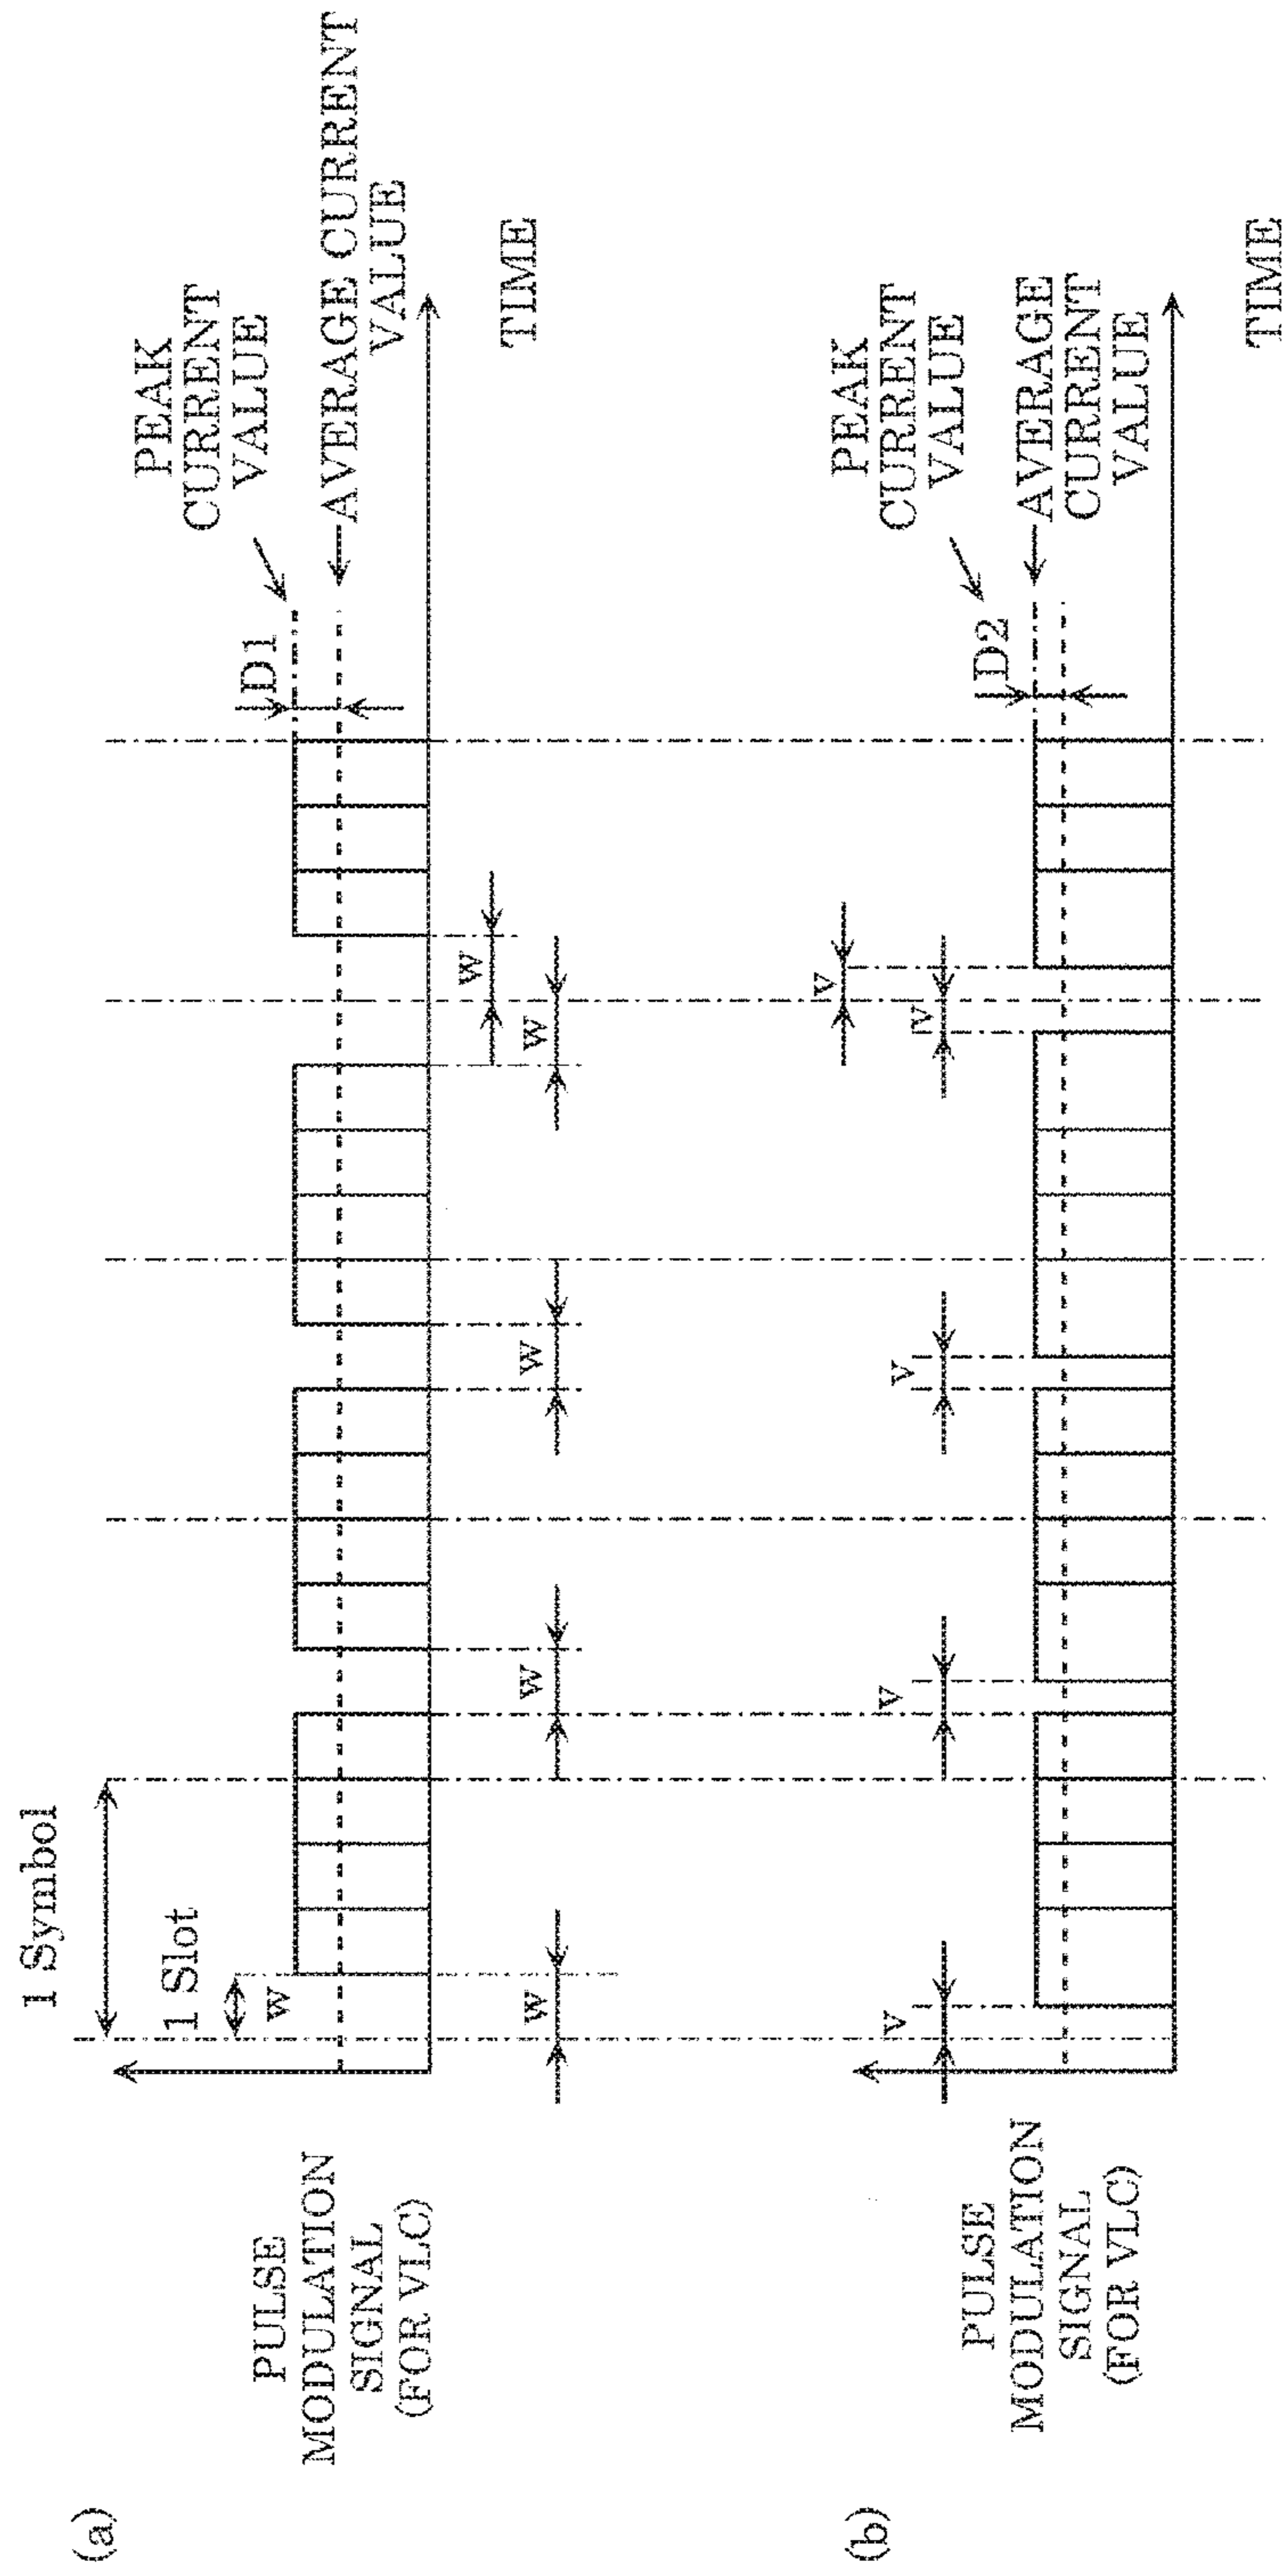 (a)
PULSE
MODULATION
SIGNAL
(FOR VLC)
1 Symbol
1 Slot
w
w
w
w
w
w
D1
PEAK
CURRENT
VALUE
AVERAGE CURRENT
VALUE
TIME
(b)
PULSE
MODULATION
SIGNAL
(FOR VLC)
v
v
v
v
v
D2
PEAK
CURRENT
VALUE
AVERAGE
CURRENT
VALUE
TIME